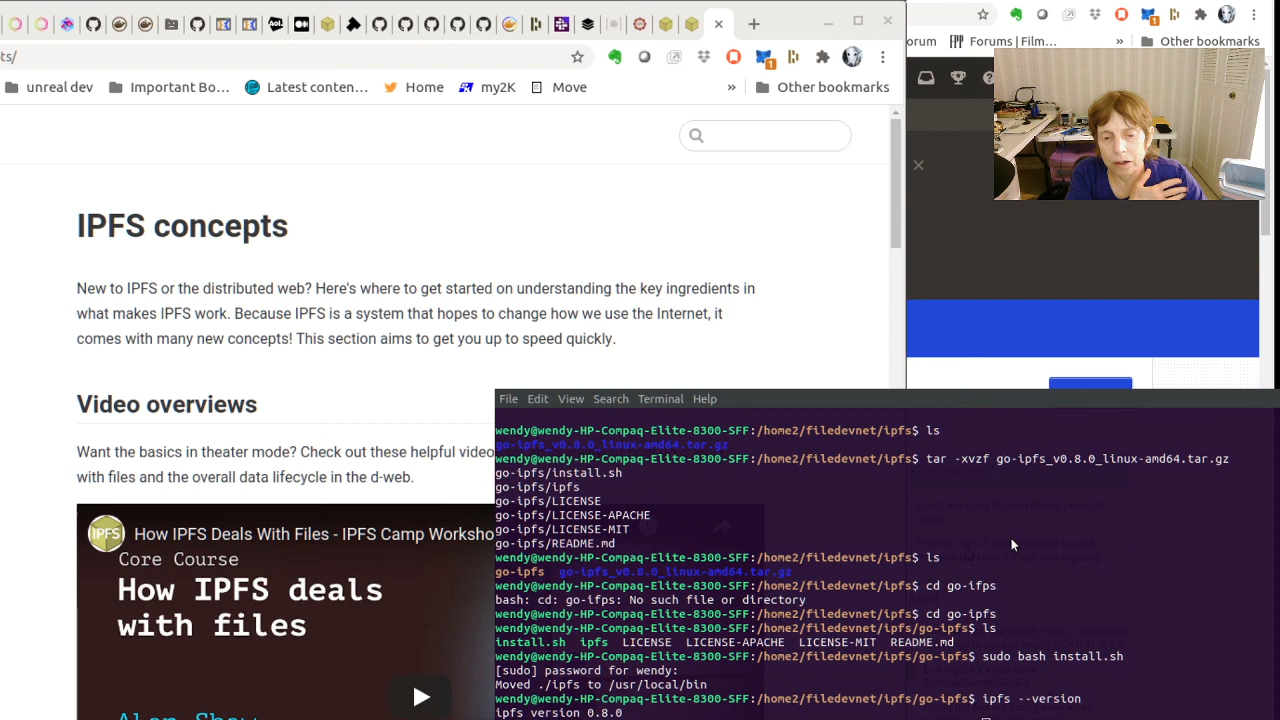 ts/
unreal dev
Important Bo...
Latest conten...
Home
my2K
Move
»
Other bookmarks
1
orum
Forums | Film...
»
Other bookmarks
1
IPFS concepts
New to IPFS or the distributed web? Here's where to get started on understanding the key ingredients in
what makes IPFS work. Because IPFS is a system that hopes to change how we use the Internet, it
comes with many new concepts! This section aims to get you up to speed quickly.
Video overviews
Want the basics in theater mode? Check out these helpful video
with files and the overall data lifecycle in the d-web.
IPFS
How IPFS Deals With Files - IPFS Camp Worksho
Core Course
How IPFS deals
with files
File Edit View Search Terminal Help
wendy@wendy-HP-Compaq-Elite-8300-SFF:/home2/filedevnet/ipfs$ ls
go-ipfs_v0.8.0_linux-amd64.tar.gz
wendy@wendy-HP-Compaq-Elite-8300-SFF:/home2/filedevnet/ipfs$ tar -xvzf go-ipfs_v0.8.0_linux-amd64.tar.gz
go-ipfs/install.sh
go-ipfs/ipfs
go-ipfs/LICENSE
go-ipfs/LICENSE-APACHE
go-ipfs/LICENSE-MIT
go-ipfs/README.md
wendy@wendy-HP-Compaq-Elite-8300-SFF:/home2/filedevnet/ipfs$ ls
go-ipfs go-ipfs_v0.8.0_linux-amd64.tar.gz
wendy@wendy-HP-Compaq-Elite-8300-SFF:/home2/filedevnet/ipfs$ cd go-ifps
bash: cd: go-ifps: No such file or directory
wendy@wendy-HP-Compaq-Elite-8300-SFF:/home2/filedevnet/ipfs$ cd go-ipfs
wendy@wendy-HP-Compaq-Elite-8300-SFF:/home2/filedevnet/ipfs/go-ipfs$ ls
install.sh ipfs LICENSE LICENSE-APACHE LICENSE-MIT README.md
wendy@wendy-HP-Compaq-Elite-8300-SFF:/home2/filedevnet/ipfs/go-ipfs$ sudo bash install.sh
[sudo] password for wendy:
Moved ./ipfs to /usr/local/bin
wendy@wendy-HP-Compaq-Elite-8300-SFF:/home2/filedevnet/ipfs/go-ipfs$ ipfs --version
ipfs version 0.8.0